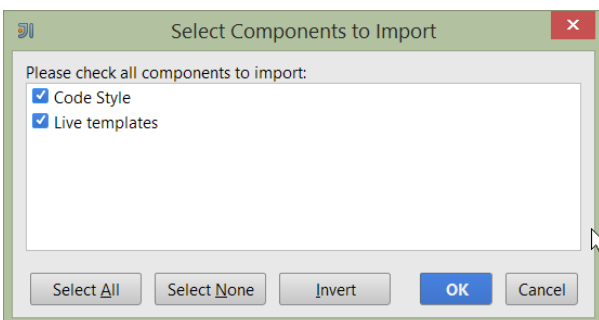 Select Components to Import
Please check all components to import:
Code Style
Live templates
Select All Select None Invert OK Cancel